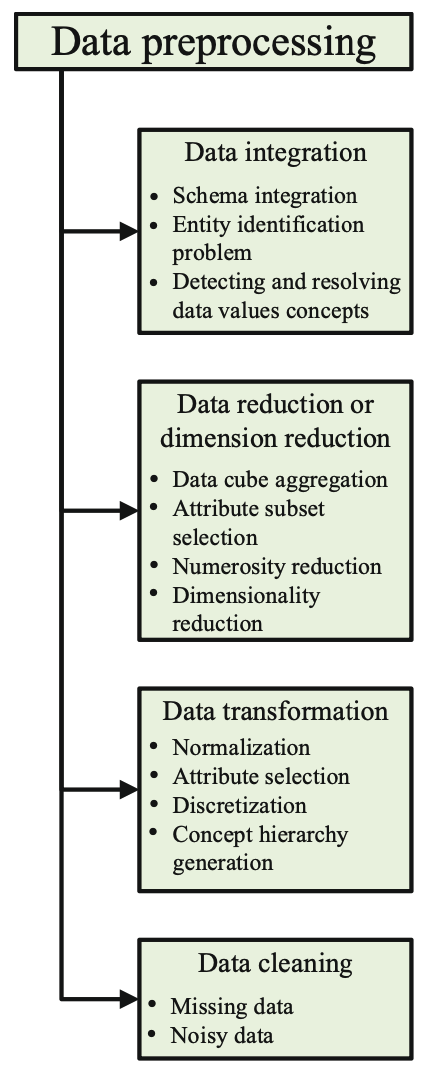 Data preprocessing
Data integration
• Schema integration
• Entity identification
problem
• Detecting and resolving
data values concepts
Data reduction or
dimension reduction
• Data cube aggregation
• Attribute subset
selection
• Numerosity reduction
• Dimensionality
reduction
Data transformation
• Normalization
• Attribute selection
• Discretization
• Concept hierarchy
generation
Data cleaning
• Missing data
• Noisy data